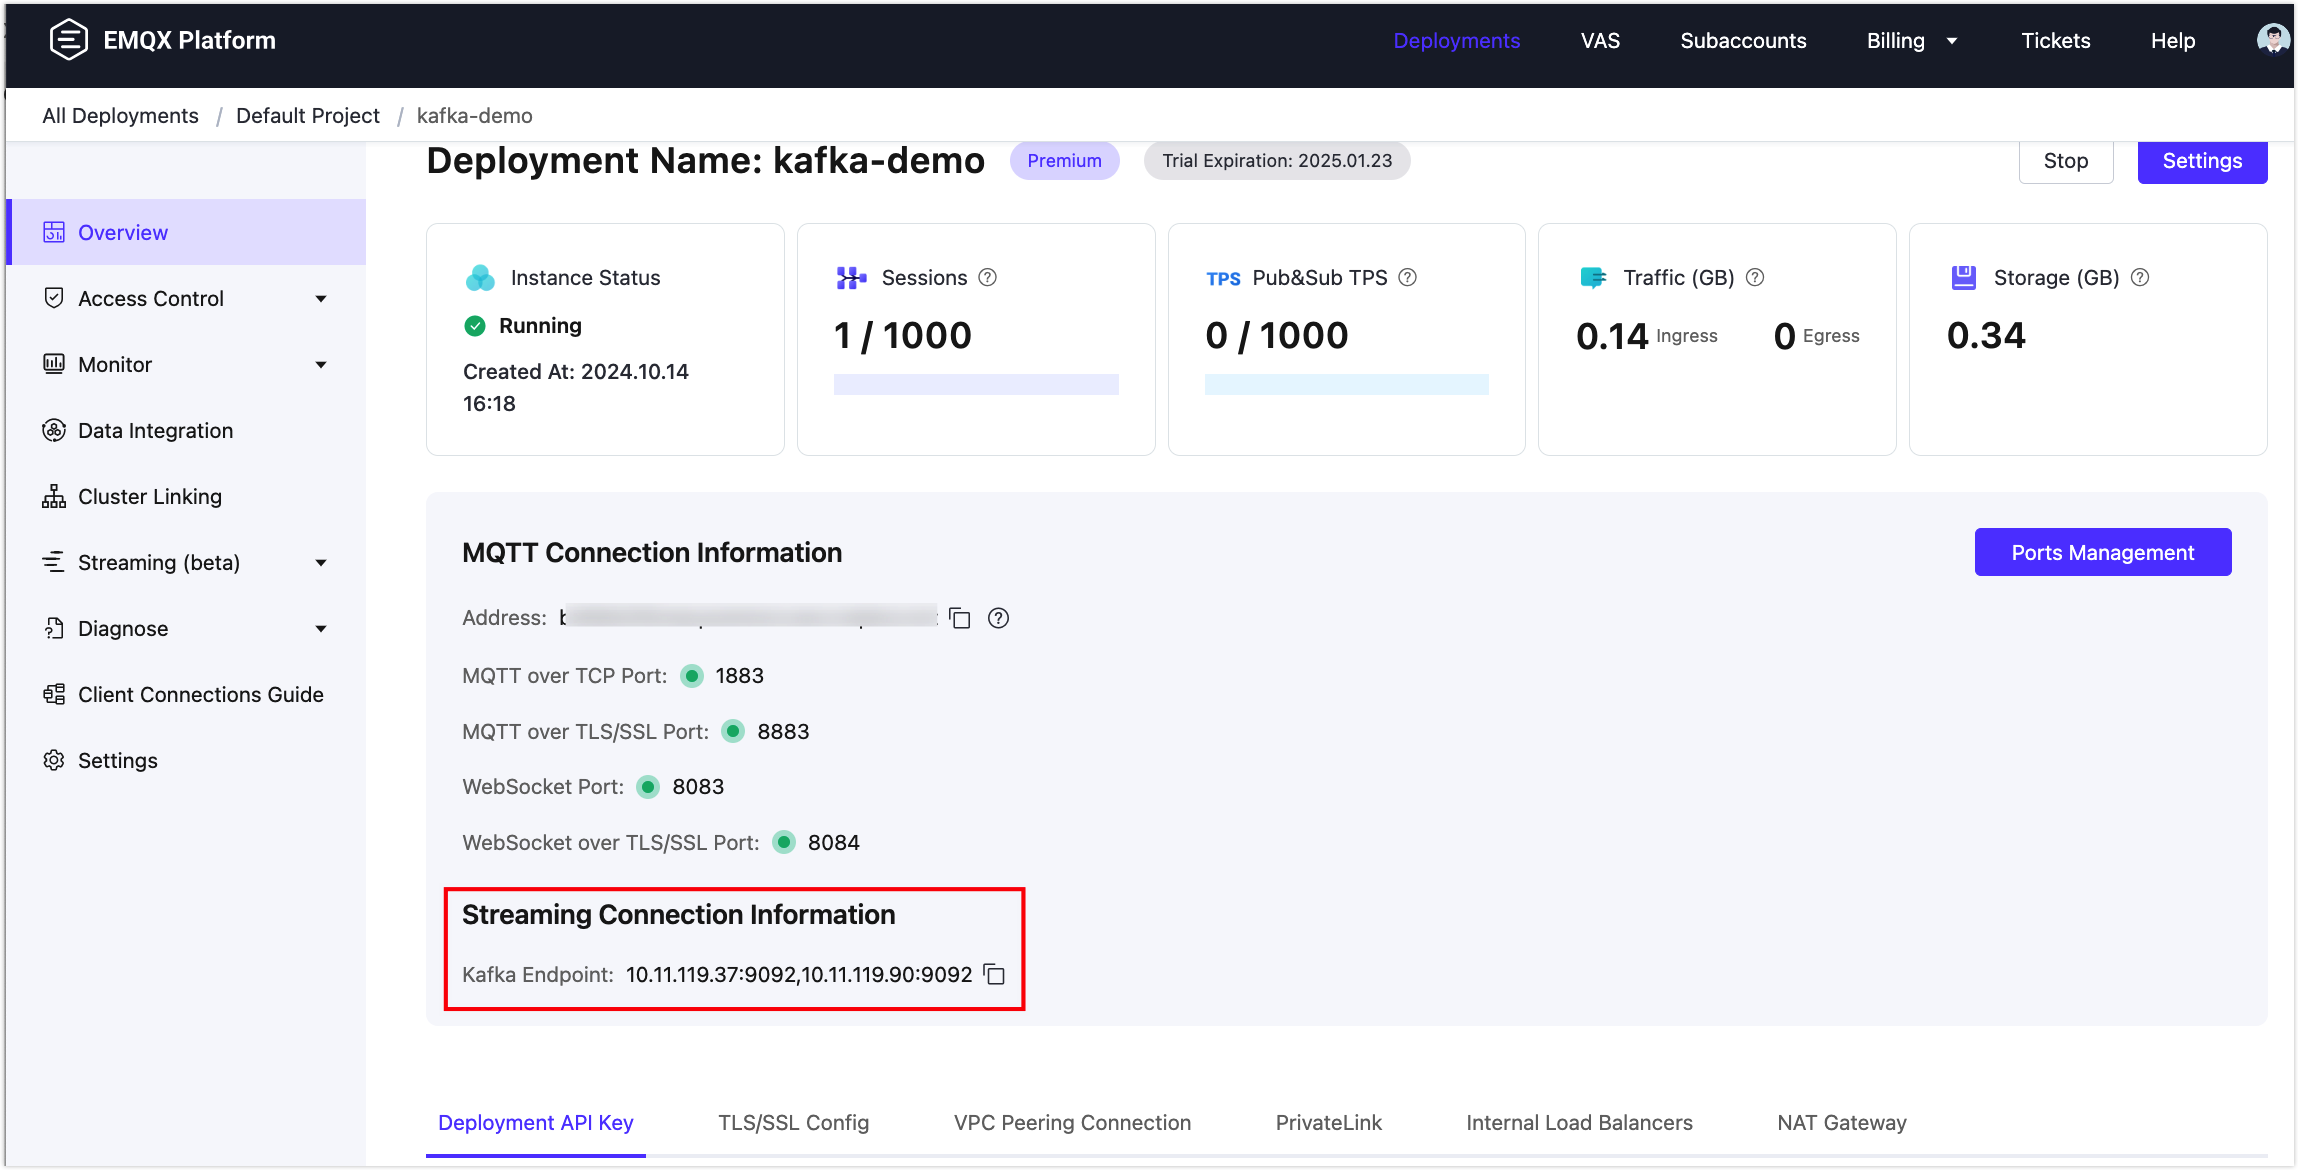 EMQX Platform
Deployments VAS Subaccounts Billing Tickets Help
All Deployments / Default Project / kafka-demo
Deployment Name: kafka-demo Premium Trial Expiration: 2025.01.23 Stop Settings
Overview
Access Control
Monitor
Data Integration
Cluster Linking
Streaming (beta)
Diagnose
Client Connections Guide
Settings
Instance Status
Running
Created At: 2024.10.14
16:18
Sessions
1 / 1000
TPS Pub&Sub TPS
0 / 1000
Traffic (GB)
0.14 Ingress 0 Egress
Storage (GB)
0.34
MQTT Connection Information
Ports Management
Address:
MQTT over TCP Port: 1883
MQTT over TLS/SSL Port: 8883
WebSocket Port: 8083
WebSocket over TLS/SSL Port: 8084
Streaming Connection Information
Kafka Endpoint: 10.11.119.37:9092,10.11.119.90:9092
Deployment API Key TLS/SSL Config VPC Peering Connection PrivateLink Internal Load Balancers NAT Gateway